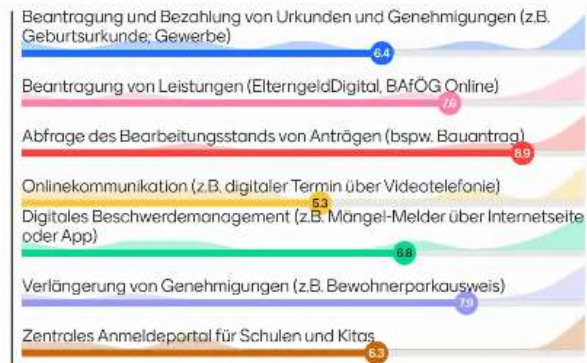 Beantragung und Bezahlung von Urkunden und Genehmigungen (z.B.
Geburtsurkunde; Gewerbe)
6.4
Beantragung von Leistungen (ElterngeldDigital, BAföG Online)
7.6
Abfrage des Bearbeitungsstands von Anträgen (bspw. Bauantrag)
8.9
Onlinekommunikation (z.B. digitaler Termin über Videotelefonie)
5.3
Digitales Beschwerdemanagement (z.B. Mängel-Melder über Internetseite
oder App)
6.8
Verlängerung von Genehmigungen (z.B. Bewohnerparkausweis)
7.9
Zentrales Anmeldeportal für Schulen und Kitas
6.3